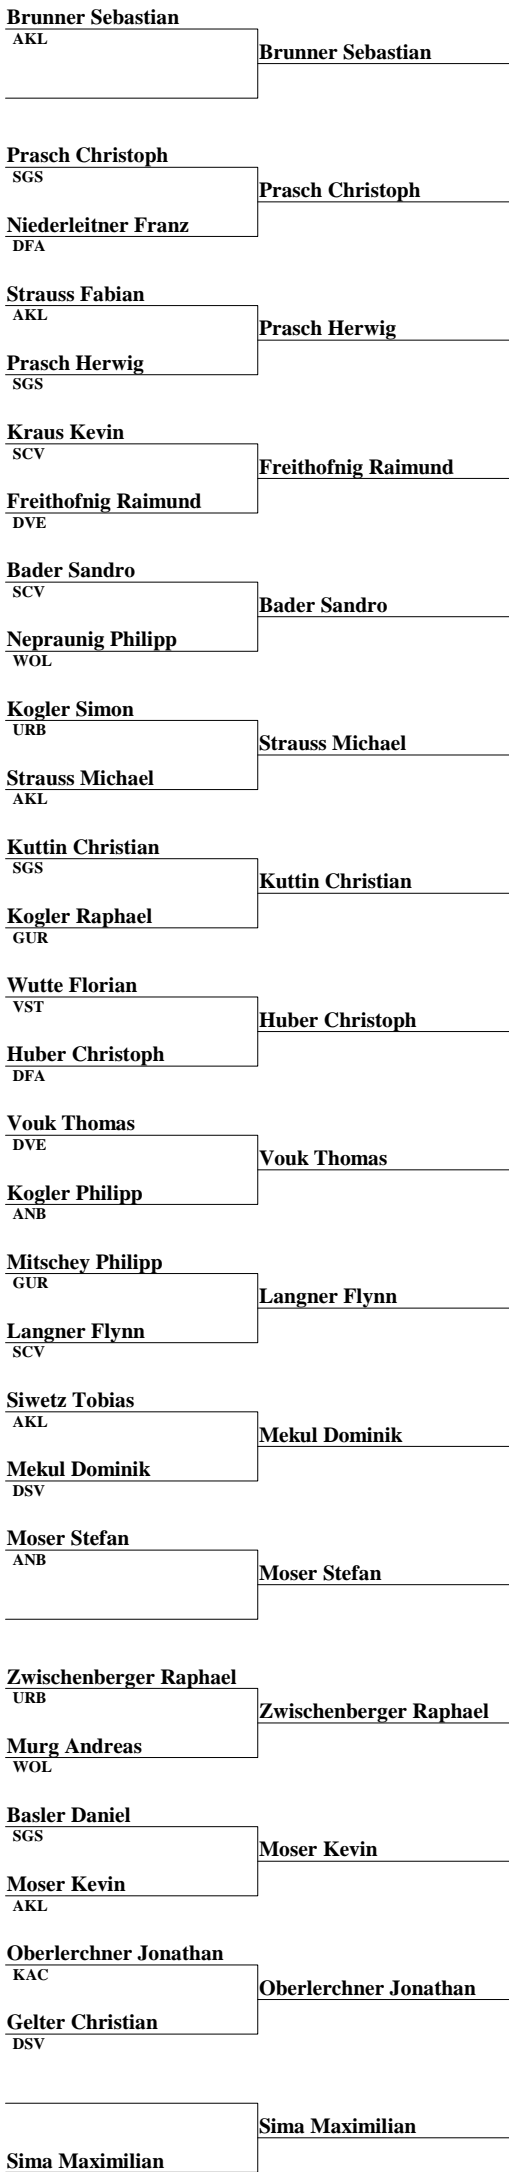 Brunner Sebastian
AKL
Brunner Sebastian
Prasch Christoph
SGS
Prasch Christoph
Niederleitner Franz
DFA
Strauss Fabian
AKL
Prasch Herwig
Prasch Herwig
SGS
Kraus Kevin
SCV
Freithofnig Raimund
Freithofnig Raimund
DVE
Bader Sandro
SCV
Bader Sandro
Nepraunig Philipp
WOL
Kogler Simon
URB
Strauss Michael
Strauss Michael
AKL
Kuttin Christian
SGS
Kuttin Christian
Kogler Raphael
GUR
Wutte Florian
VST
Huber Christoph
Huber Christoph
DFA
Vouk Thomas
DVE
Vouk Thomas
Kogler Philipp
ANB
Mitschey Philipp
GUR
Langner Flynn
Langner Flynn
SCV
Siwetz Tobias
AKL
Mekul Dominik
Mekul Dominik
DSV
Moser Stefan
ANB
Moser Stefan
Zwischenberger Raphael
URB
Zwischenberger Raphael
Murg Andreas
WOL
Basler Daniel
SGS
Moser Kevin
Moser Kevin
AKL
Oberlerchner Jonathan
KAC
Oberlerchner Jonathan
Gelter Christian
DSV
Sima Maximilian
Sima Maximilian